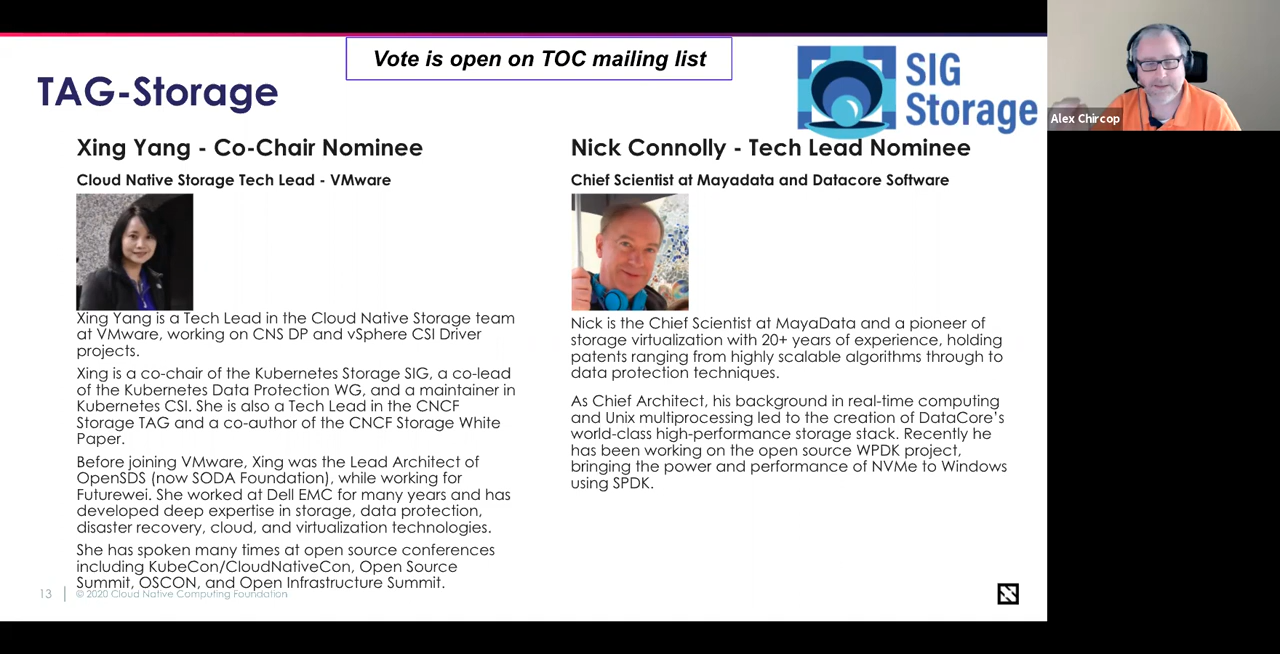 Vote is open on TOC mailing list
TAG-Storage
SIG
Storage
Alex Chircop
Xing Yang - Co-Chair Nominee
Cloud Native Storage Tech Lead - VMware
Xing Yang is a Tech Lead in the Cloud Native Storage team
at VMware, working on CNS DP and vSphere CSI Driver
projects.
Xing is a co-chair of the Kubernetes Storage SIG, a co-lead
of the Kubernetes Data Protection WG, and a maintainer in
Kubernetes CSI. She is also a Tech Lead in the CNCF
Storage TAG and a co-author of the CNCF Storage White
Paper.
Before joining VMware, Xing was the Lead Architect of
OpenSDS (now SODA Foundation), while working for
Futurewei. She worked at Dell EMC for many years and has
developed deep expertise in storage, data protection,
disaster recovery, cloud, and virtualization technologies.
She has spoken many times at open source conferences
including KubeCon/CloudNativeCon, Open Source
Summit, OSCON, and Open Infrastructure Summit.
Nick Connolly - Tech Lead Nominee
Chief Scientist at Mayadata and Datacore Software
Nick is the Chief Scientist at MayaData and a pioneer of
storage virtualization with 20+ years of experience, holding
patents ranging from highly scalable algorithms through to
data protection techniques.
As Chief Architect, his background in real-time computing
and Unix multiprocessing led to the creation of DataCore’s
world-class high-performance storage stack. Recently he
has been working on the open source WPDK project,
bringing the power and performance of NVMe to Windows
using SPDK.
13
© 2020 Cloud Native Computing Foundation